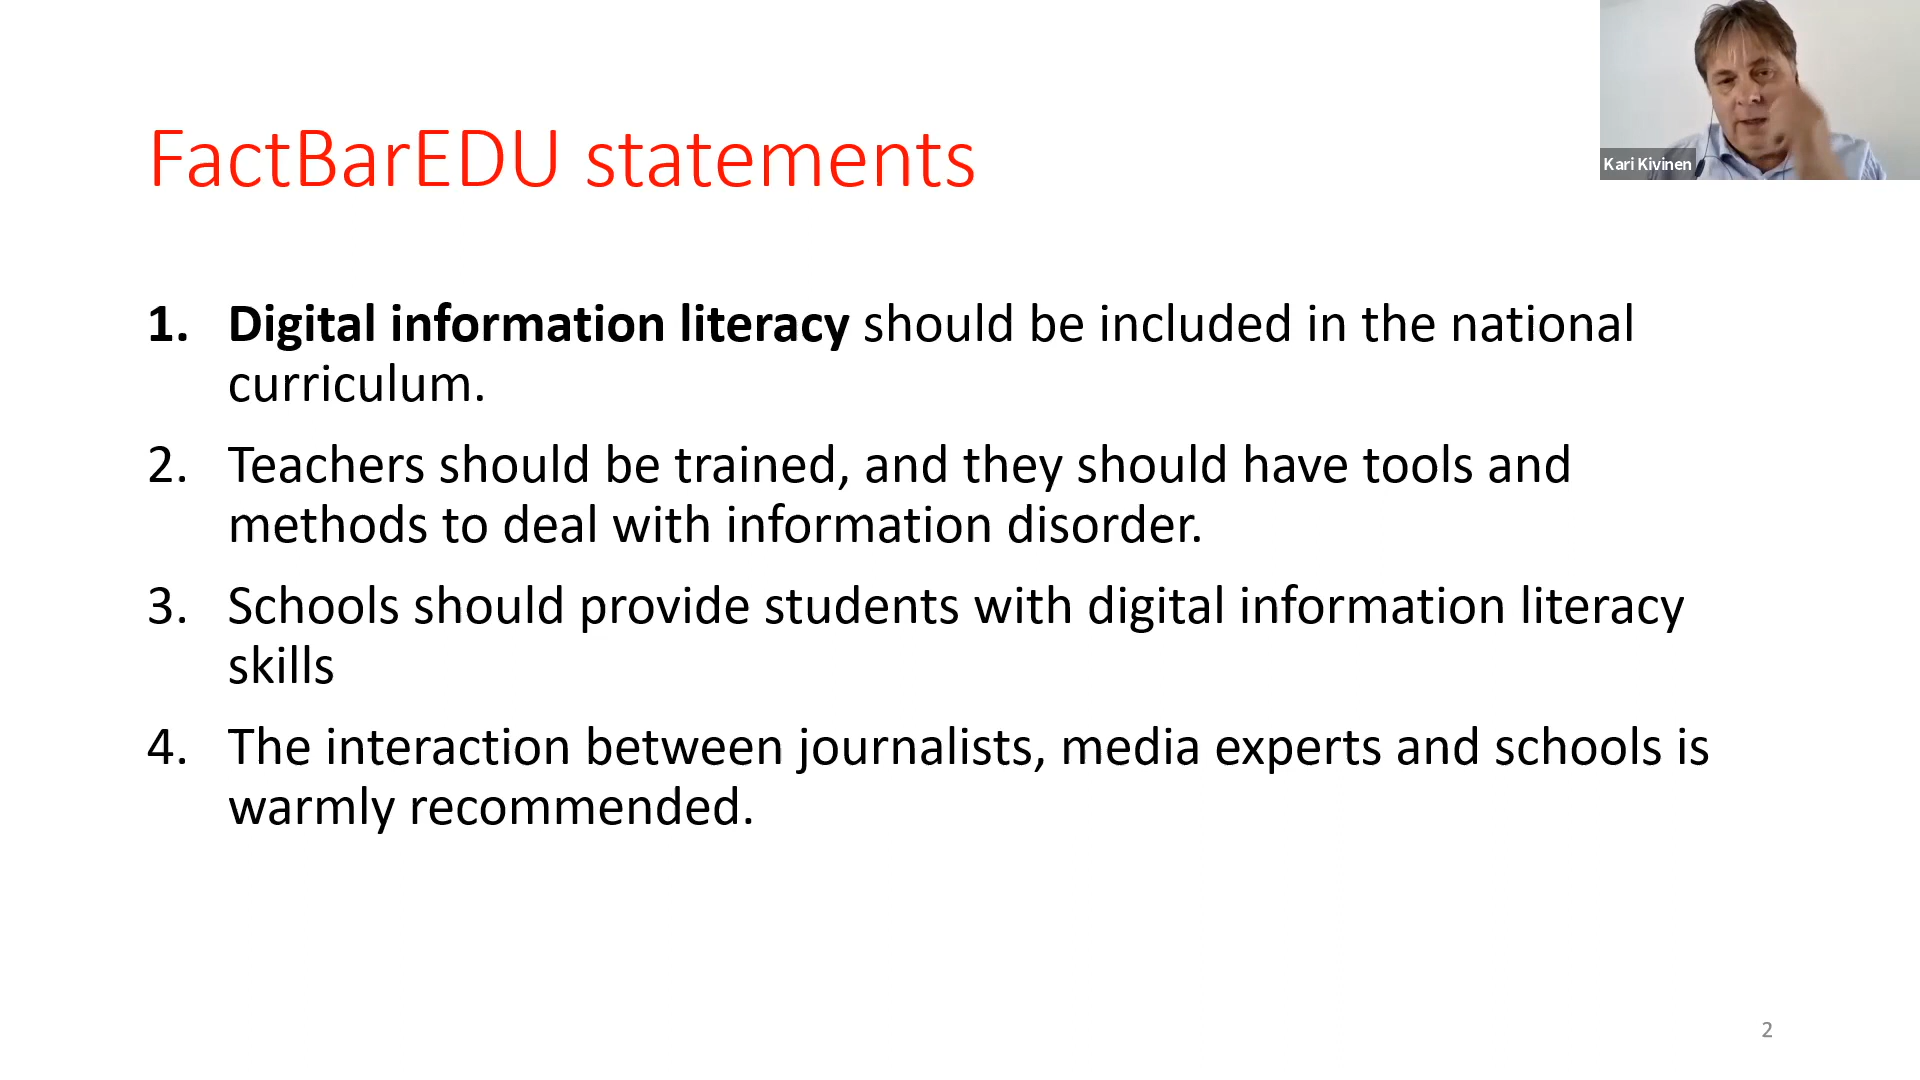 Kari Kivinen
FactBarEDU statements
1. Digital information literacy should be included in the national
curriculum.
2. Teachers should be trained, and they should have tools and
methods to deal with information disorder.
3. Schools should provide students with digital information literacy
skills
4. The interaction between journalists, media experts and schools is
warmly recommended.
2